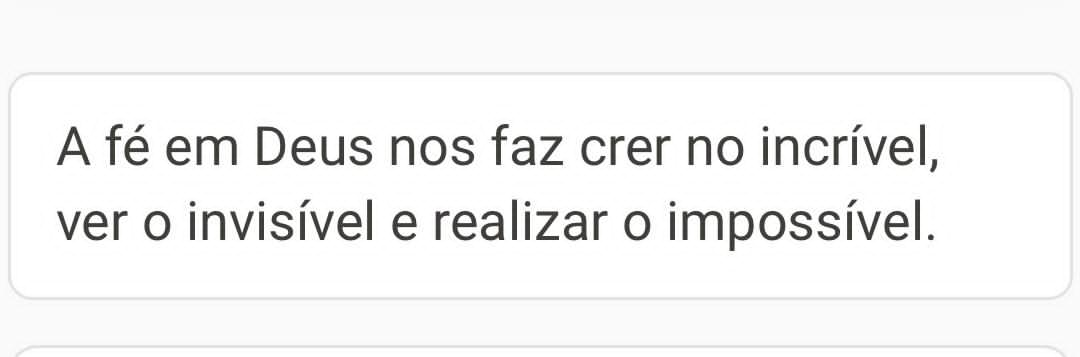 A fé em Deus nos faz crer no incrível,
ver o invisível e realizar o impossível.